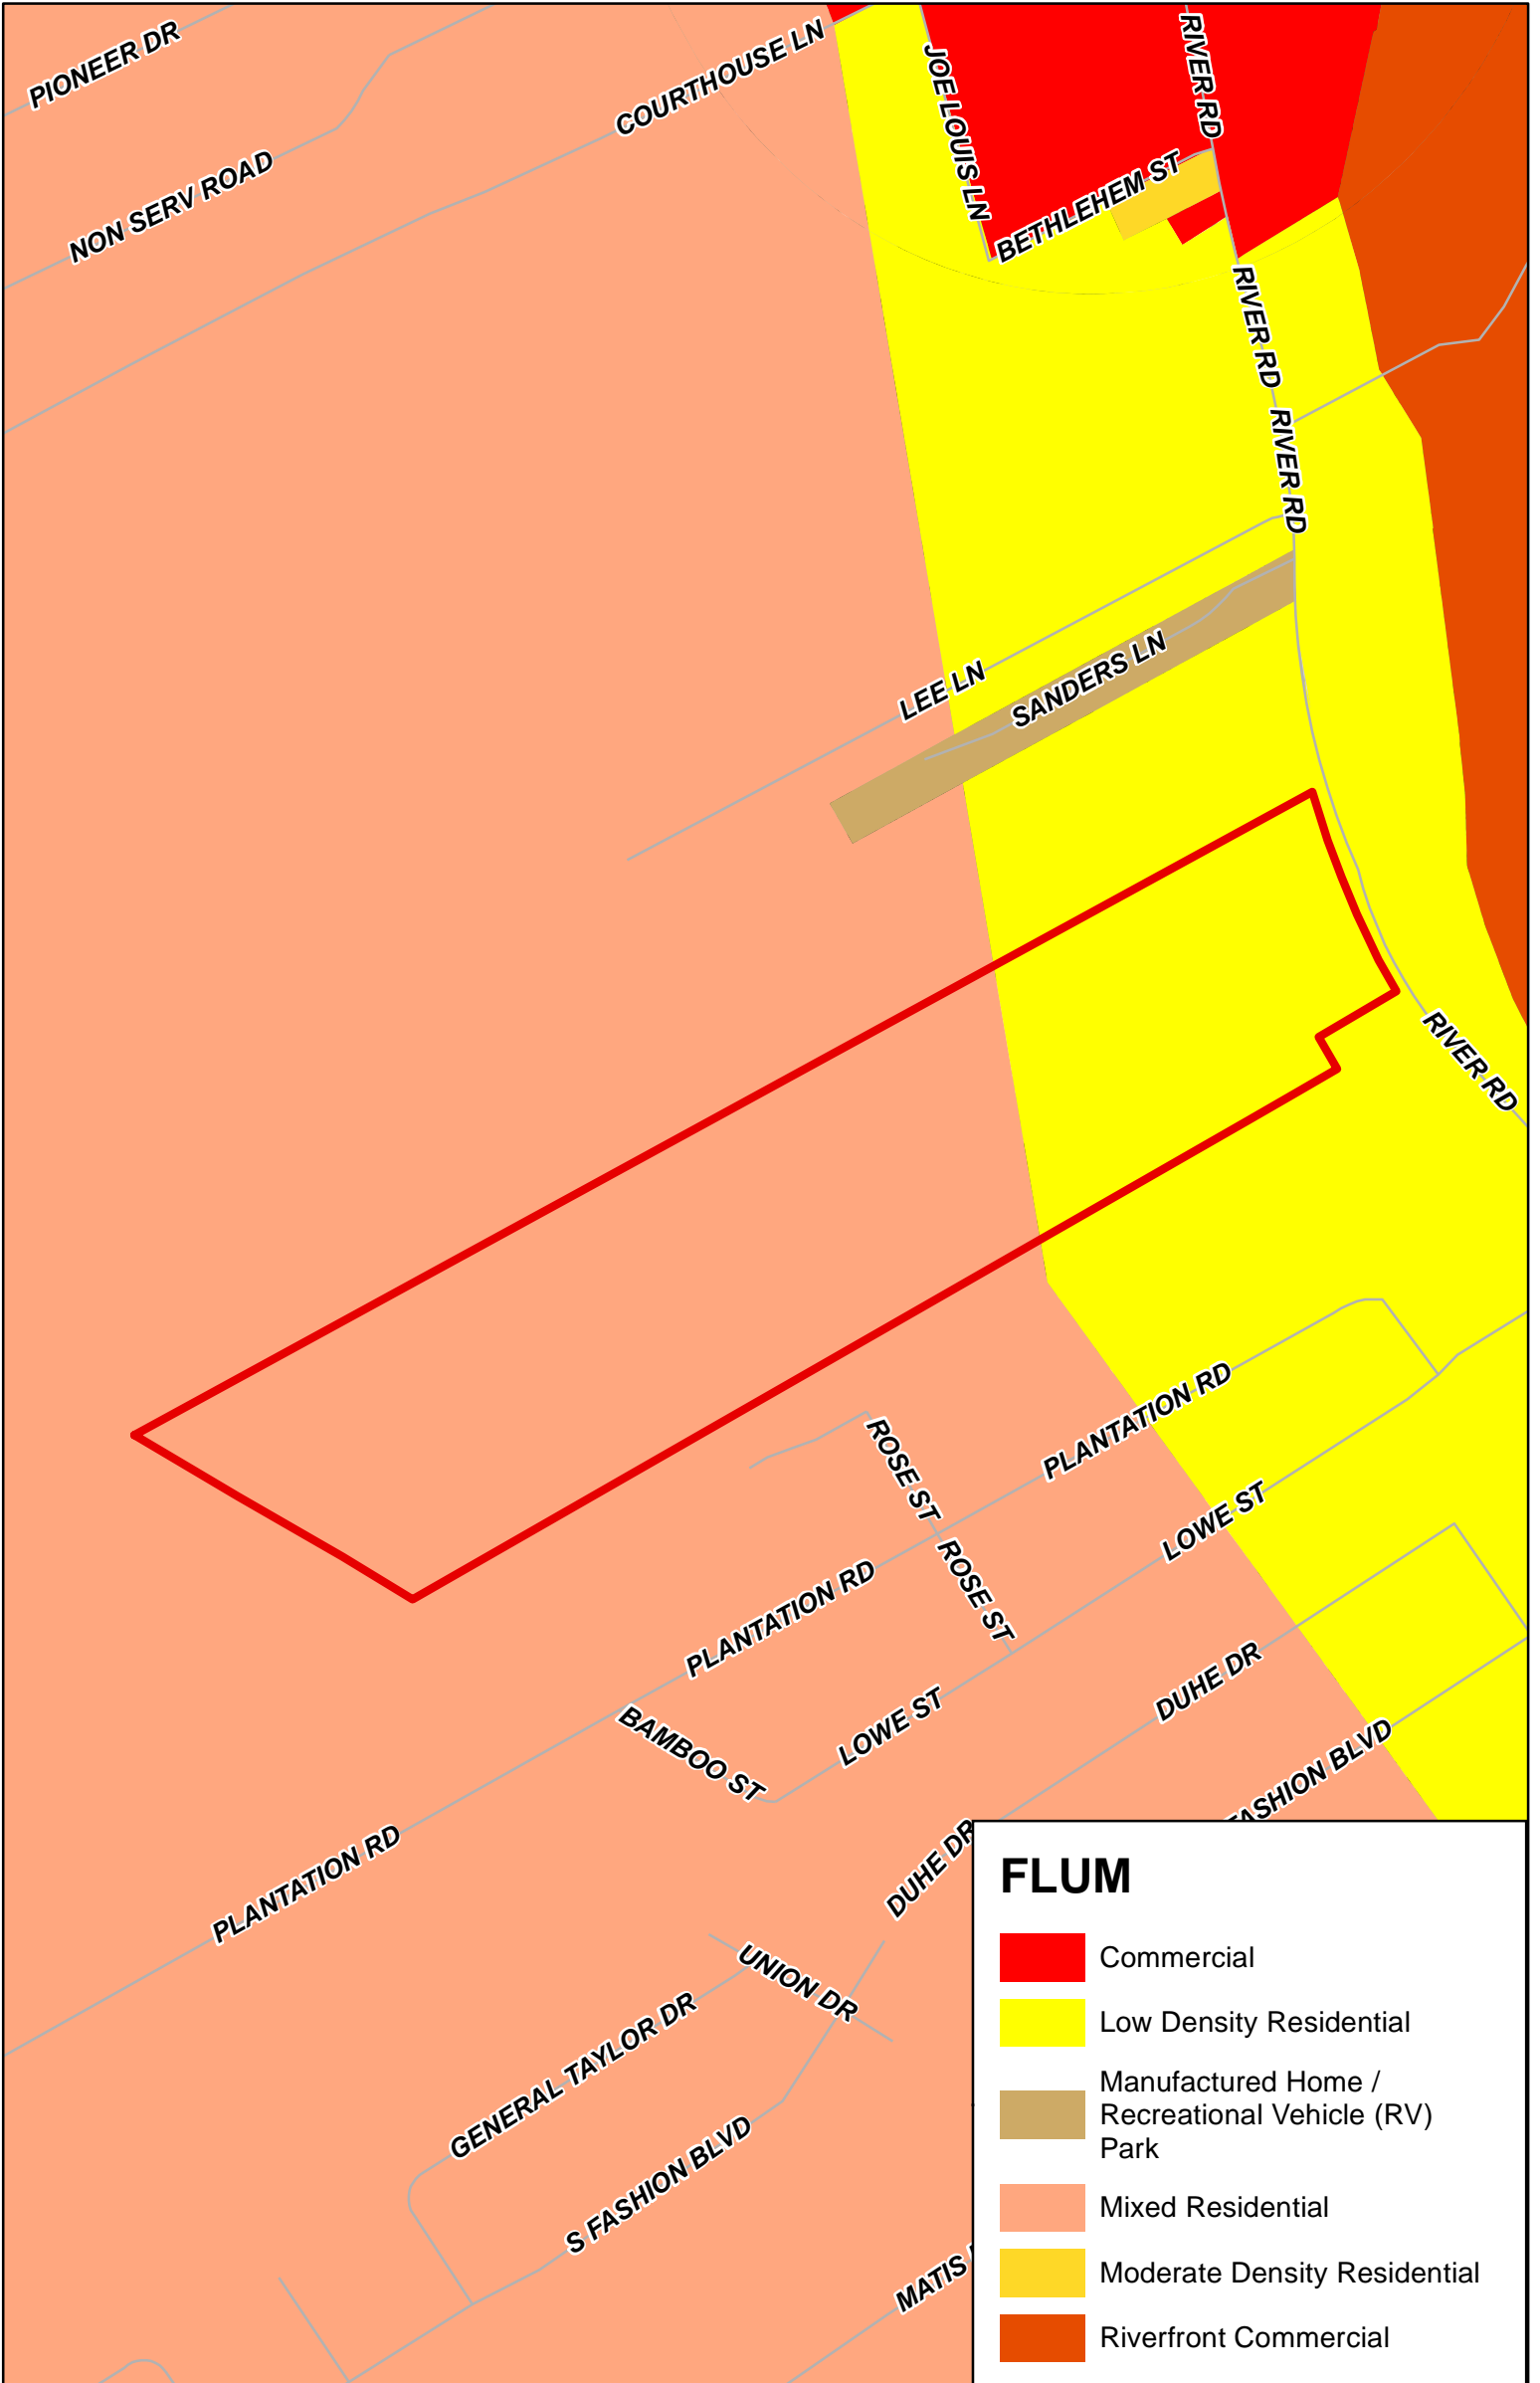 PIONEER DR
NON SERV ROAD
COURTHOUSE LN
JOE LOUIS LN
RIVER RD
BETHLEHEM ST
RIVER RD
RIVER RD
LEE LN
SANDERS LN
RIVER RD
PLANTATION RD
ROSE ST
LOWE ST
ROSE ST
PLANTATION RD
DUHE DR
LOWE ST
BAMBOO ST
FASHION BLVD
PLANTATION RD
DUHE DR
UNION DR
GENERAL TAYLOR DR
S FASHION BLVD
MATIS
FLUM
Commercial
Low Density Residential
Manufactured Home /
Recreational Vehicle (RV)
Park
Mixed Residential
Moderate Density Residential
Riverfront Commercial